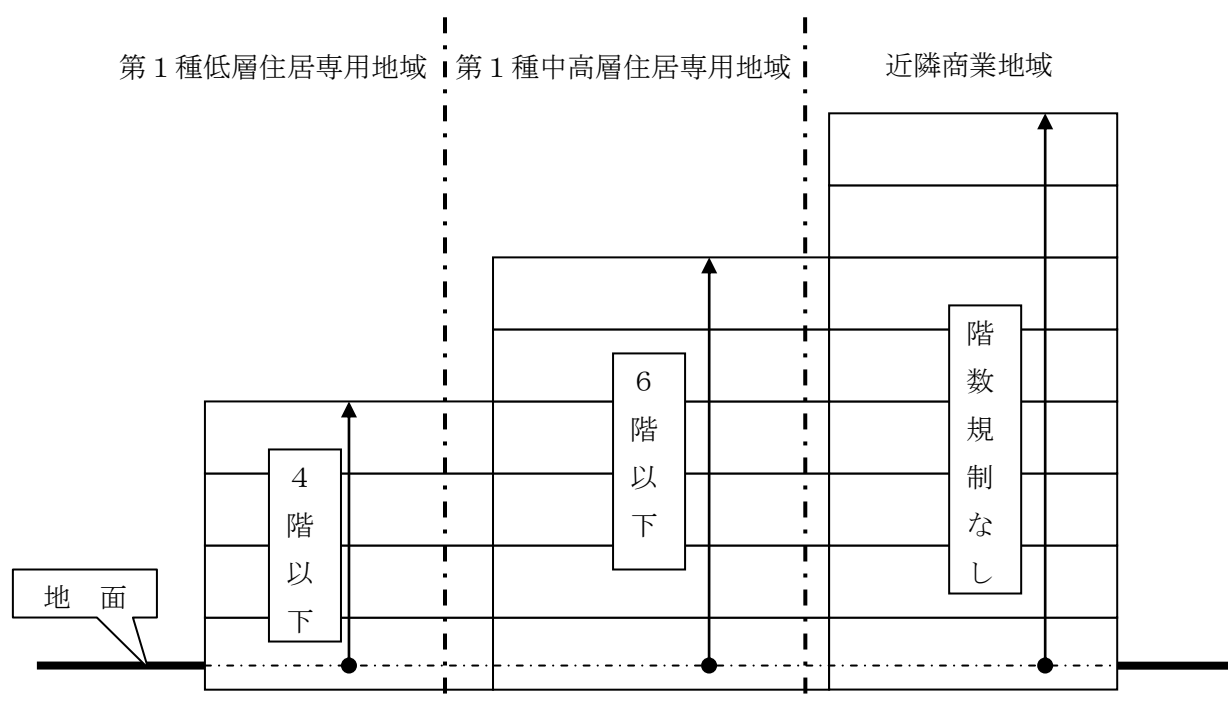 第１種低層住居専用地域
第１種中高層住居専用地域
近隣商業地域
４階以下
６階以下
階数規制なし
地　面